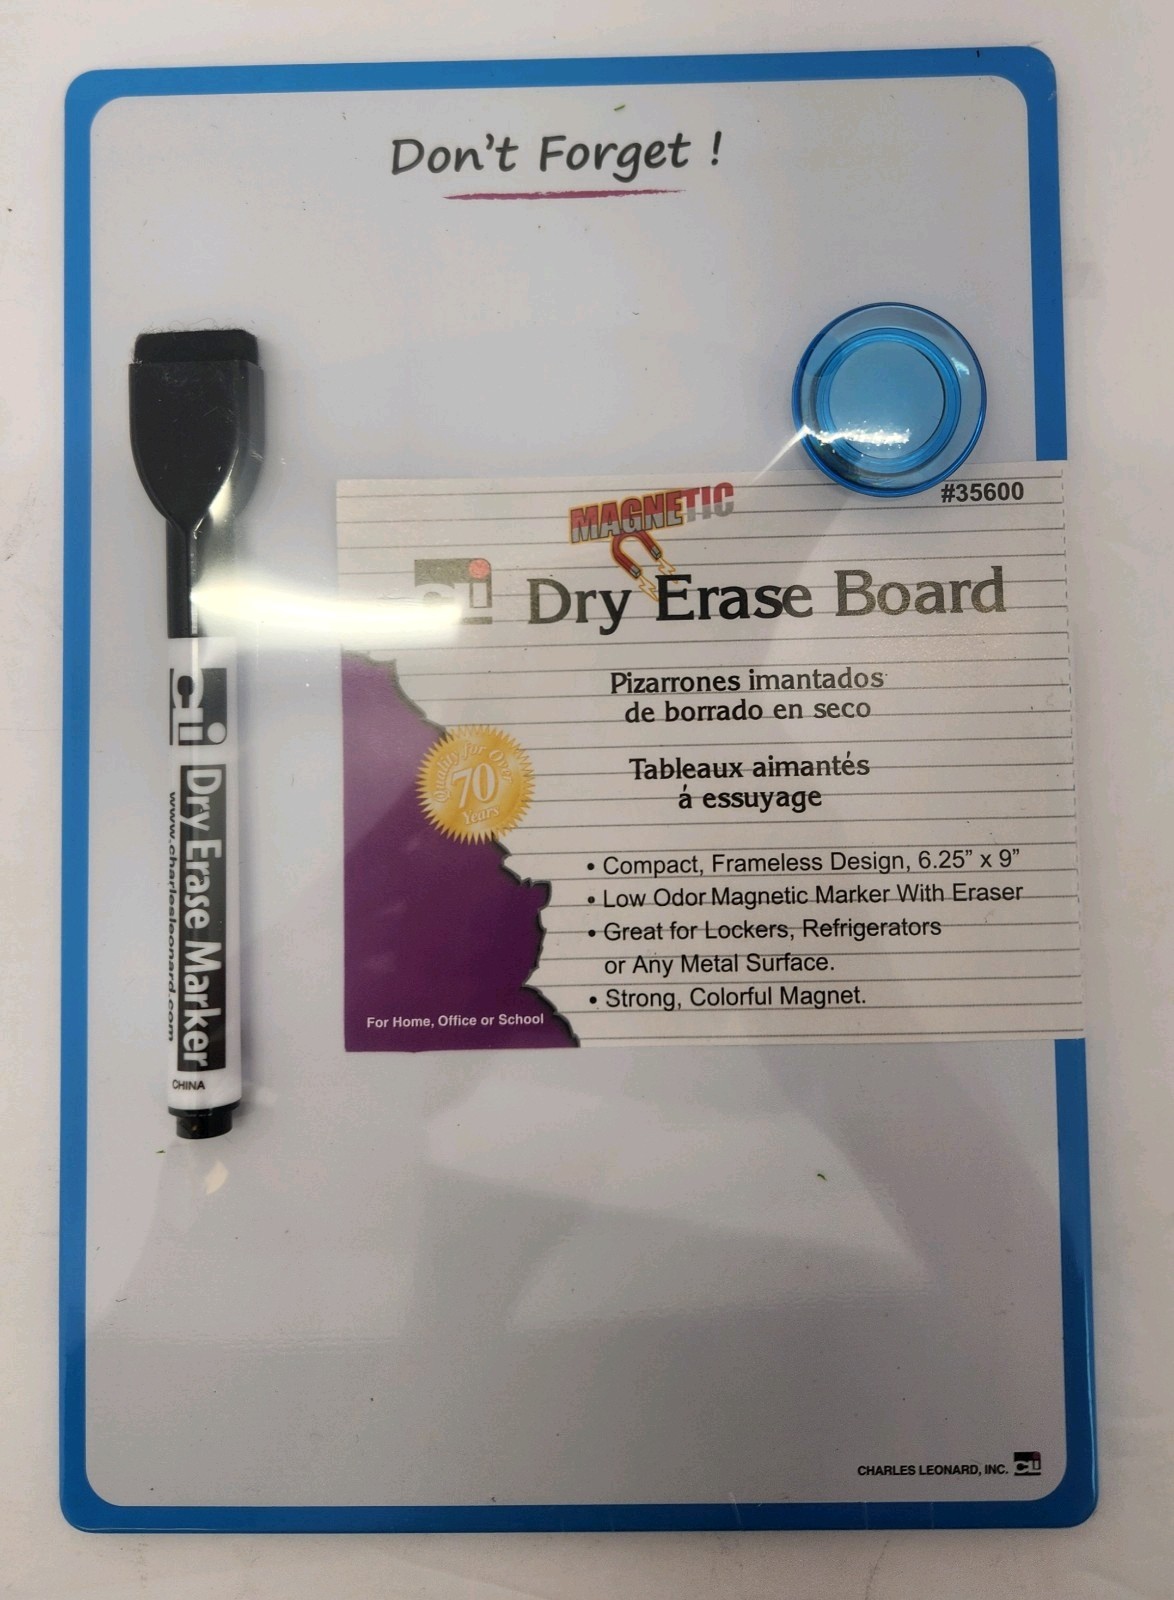 Don't Forget !
#35600
MAGNETIC
cli Dry Erase Board
Pizarrones imantados
de borrado en seco
Tableaux aimantés
á essuyage
Quality for Over
70
Years
• Compact, Frameless Design, 6.25” x 9”
• Low Odor Magnetic Marker With Eraser
• Great for Lockers, Refrigerators
or Any Metal Surface.
• Strong, Colorful Magnet.
For Home, Office or School
cli Dry Erase Marker
www.charlesleonard.com
CHINA
CHARLES LEONARD, INC. cli